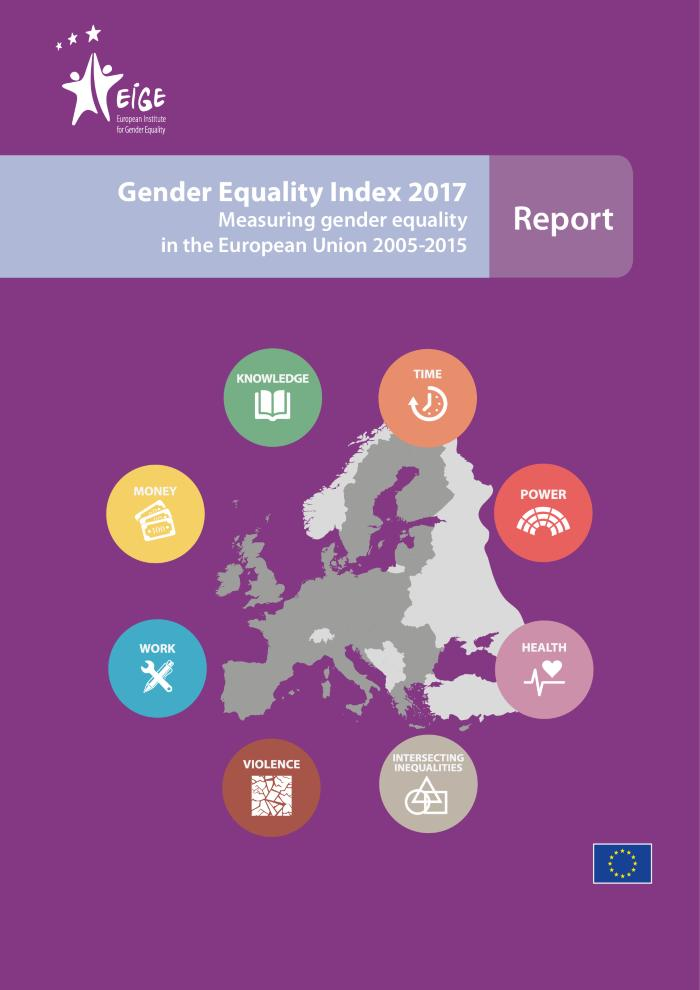 EIGE
European Institute
for Gender Equality
Gender Equality Index 2017
Measuring gender equality
in the European Union 2005-2015
Report
KNOWLEDGE
TIME
MONEY
100
POWER
WORK
HEALTH
VIOLENCE
INTERSECTING
INEQUALITIES